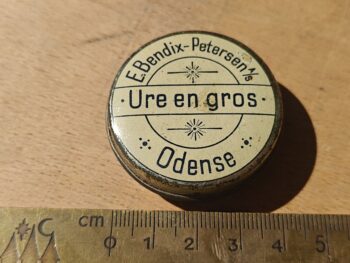 E. Bendix-Petersen A/S
Ure en gros
Odense
°C cm 0 1 2 3 4 5